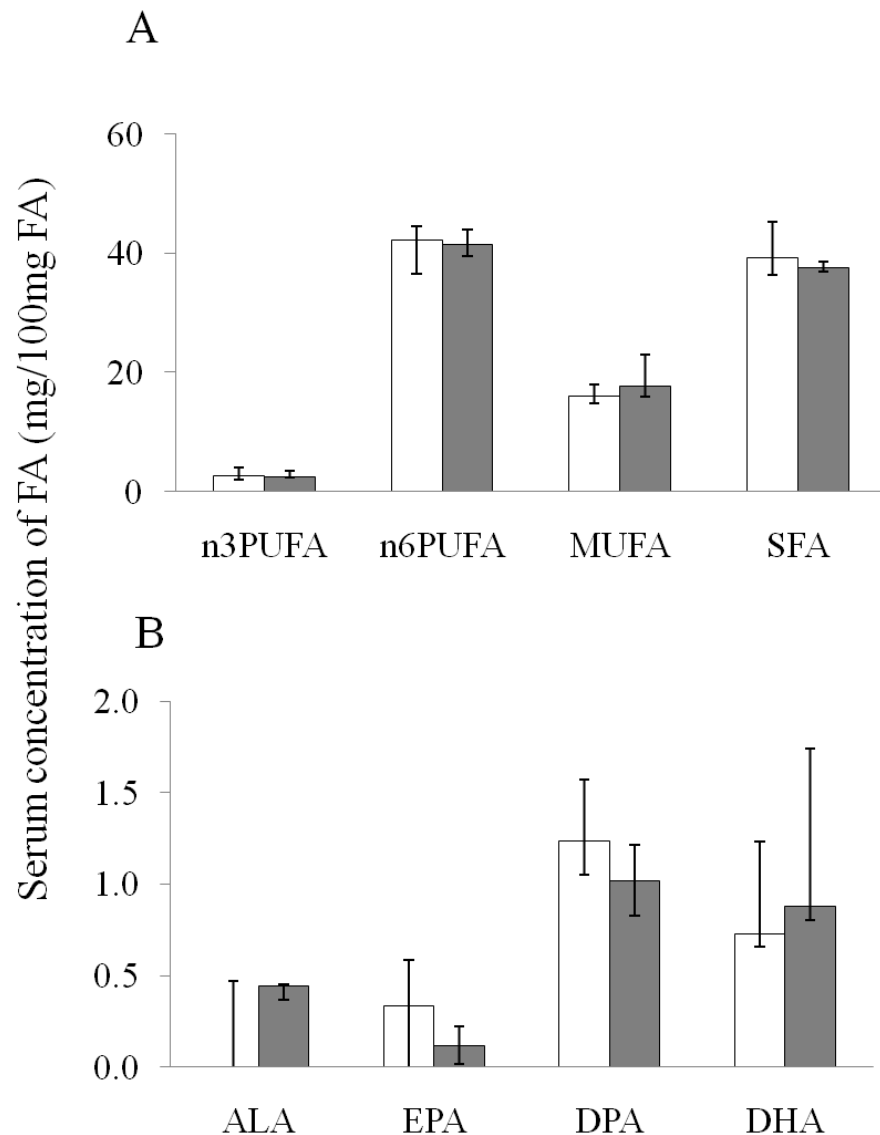 A
Serum concentration of FA (mg/100mg FA)
60
40
20
0
n3PUFA n6PUFA MUFA SFA
B
2.0
1.5
1.0
0.5
0.0
ALA EPA DPA DHA